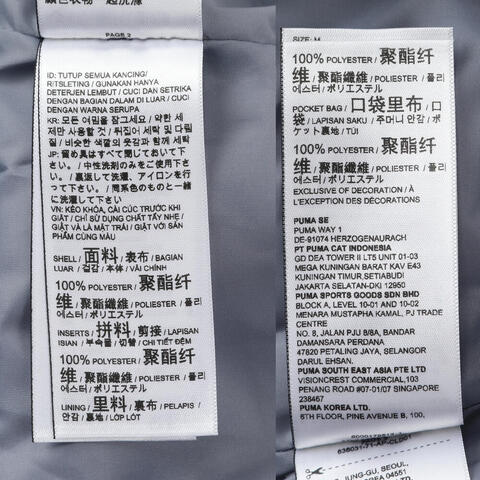 PAGE 2
ID: TUTUP SEMUA KANCING/
RITSLETING / GUNAKAN HANYA
DETERJEN LEMBUT / CUCI DAN SETRIKA
DENGAN BAGIAN DALAM DI LUAR / CUCI
DENGAN WARNA SERUPA
KR: 모든 여밈을 잠그세요 / 약한 세
제만 사용할 것 / 뒤집어 세탁 및 다림
질 / 비슷한 색깔의 옷감과 함께 세탁
JP: 留め具はすべて閉じておいて下
さい。/ 中性洗剤のみをご使用下さ
い。/ 裏返して洗濯、アイロンを行
って下さい。/ 同系色のものと一緒
に洗濯して下さい
VN: KÉO KHÓA, CÀI CÚC TRƯỚC KHI
GIẶT / CHỈ SỬ DỤNG CHẤT TẨY NHẸ /
GIẶT VÀ LÀ MẶT TRÁI / GIẶT VỚI SẢN
PHẨM CÙNG MÀU
SHELL / 面料 / 表布 / BAGIAN
LUAR / 겉감 / 本体 / VẢI CHÍNH
100% POLYESTER / 聚酯纤
维 / 聚酯纖維 / POLIESTER / 폴리
에스터 / ポリエステル
INSERTS / 拼料 / 剪接 / LAPISAN
ISIAN / 부속물 / 切替 / CHI TIẾT ĐỆM
100% POLYESTER / 聚酯纤
维 / 聚酯纖維 / POLIESTER / 폴리
에스터 / ポリエステル
LINING / 里料 / 裏布 / PELAPIS /
안감 / 裏地 / LỚP LÓT
SIZE: M
100% POLYESTER / 聚酯纤
维 / 聚酯纖維 / POLIESTER / 폴리
에스터 / ポリエステル
POCKET BAG / 口袋里布 / 口
袋 / LAPISAN SAKU / 주머니 안감 / ポ
ケット裏地 / TÚI
100% POLYESTER / 聚酯纤
维 / 聚酯纖維 / POLIESTER / 폴리
에스터 / ポリエステル
EXCLUSIVE OF DECORATION / À
L'EXCEPTION DES DÉCORATIONS
PUMA SE
PUMA WAY 1
DE-91074 HERZOGENAURACH
PT PUMA CAT INDONESIA
GD DEA TOWER II LT5 UNIT 01-03
MEGA KUNINGAN BARAT KAV E43
KUNINGAN TIMUR, SETIABUDI
JAKARTA SELATAN-DKI 12950
PUMA SPORTS GOODS SDN BHD
BLOCK A, LEVEL 10-01 AND 10-02
MENARA MUSTAPHA KAMAL, PJ TRADE
CENTRE
NO. 8, JALAN PJU 8/8A, BANDAR
DAMANSARA PERDANA
47820 PETALING JAYA, SELANGOR
DARUL EHSAN.
PUMA SOUTH EAST ASIA PTE LTD
VISIONCREST COMMERCIAL,103
PENANG ROAD #07-01/07 SINGAPORE
238467
PUMA KOREA LTD.
6TH FLOOR, PINE AVENUE B, 100,
JUNG-GU, SEOUL,